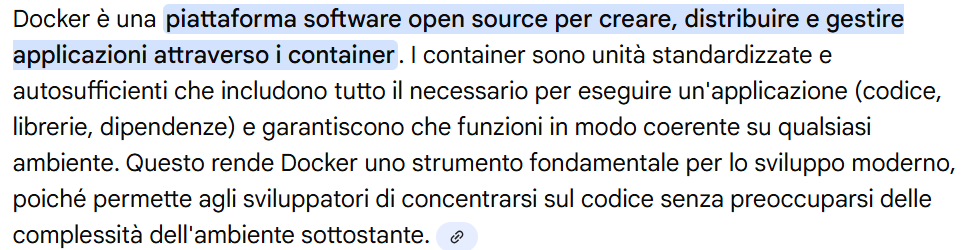 Docker è una piattaforma software open source per creare, distribuire e gestire
applicazioni attraverso i container. I container sono unità standardizzate e
autosufficienti che includono tutto il necessario per eseguire un'applicazione (codice,
librerie, dipendenze) e garantiscono che funzioni in modo coerente su qualsiasi
ambiente. Questo rende Docker uno strumento fondamentale per lo sviluppo moderno,
poiché permette agli sviluppatori di concentrarsi sul codice senza preoccuparsi delle
complessità dell'ambiente sottostante.